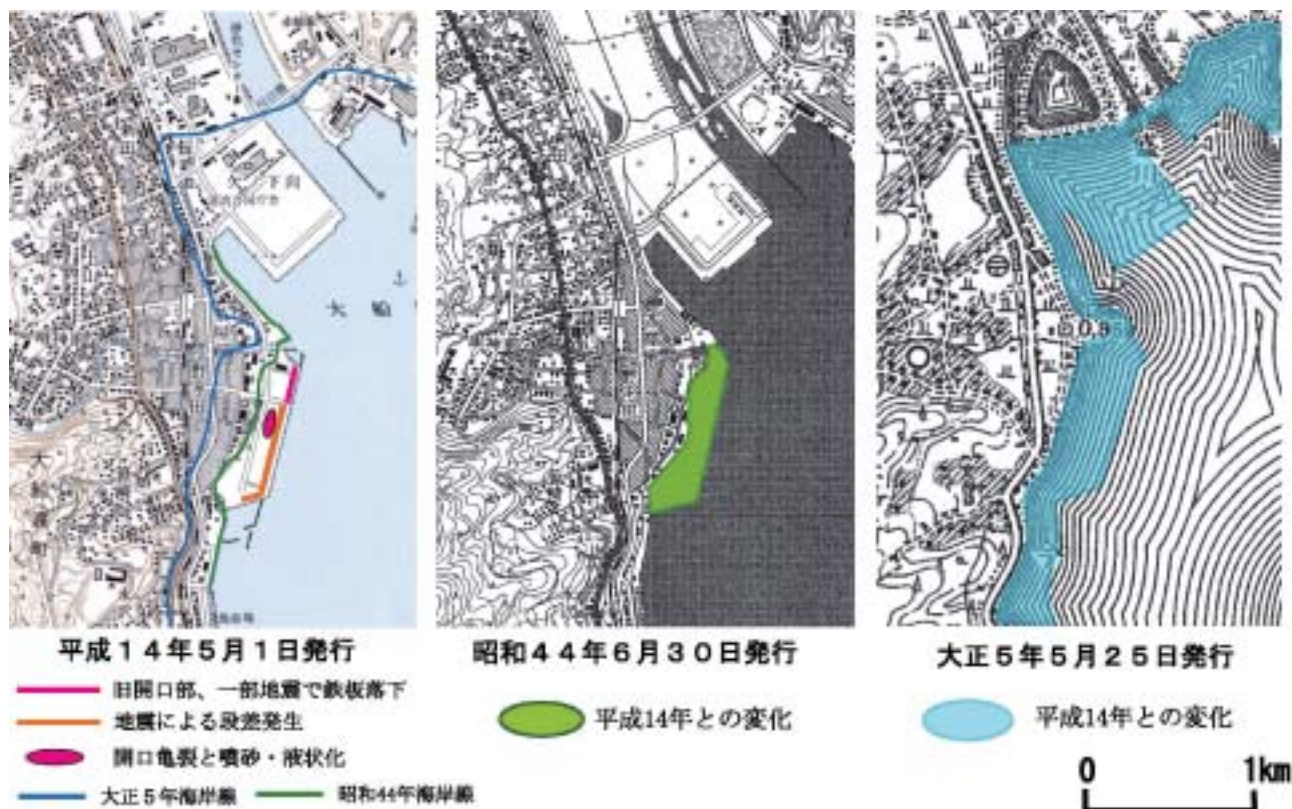 平成14年5月1日発行
旧開口部、一部地震で鉄板落下
地震による段差発生
開口亀裂と噴砂・液状化
大正5年海岸線
昭和44年海岸線
昭和44年6月30日発行
平成14年との変化
大正5年5月25日発行
平成14年との変化
0
1km